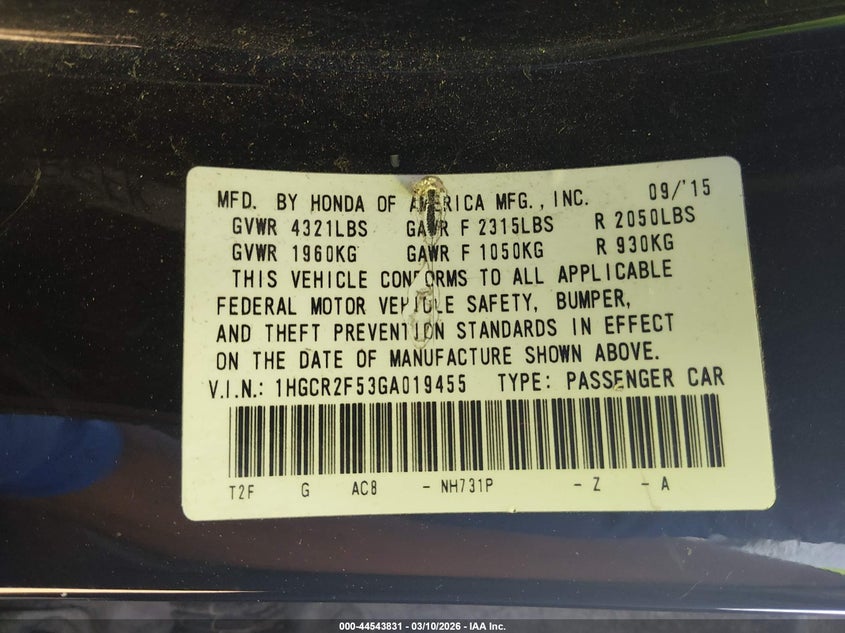 MFD. BY HONDA OF AMERICA MFG., INC. 09/'15
GVWR 4321LBS GAWR F 2315LBS R 2050LBS
GVWR 1960KG GAWR F 1050KG R 930KG
THIS VEHICLE CONFORMS TO ALL APPLICABLE
FEDERAL MOTOR VEHICLE SAFETY, BUMPER,
AND THEFT PREVENTION STANDARDS IN EFFECT
ON THE DATE OF MANUFACTURE SHOWN ABOVE.
V.I.N.: 1HGCR2F53GA019455 TYPE: PASSENGER CAR
T2F G AC8 - NH731P - Z - A
000-44543831 - 03/10/2026 - IAA Inc.